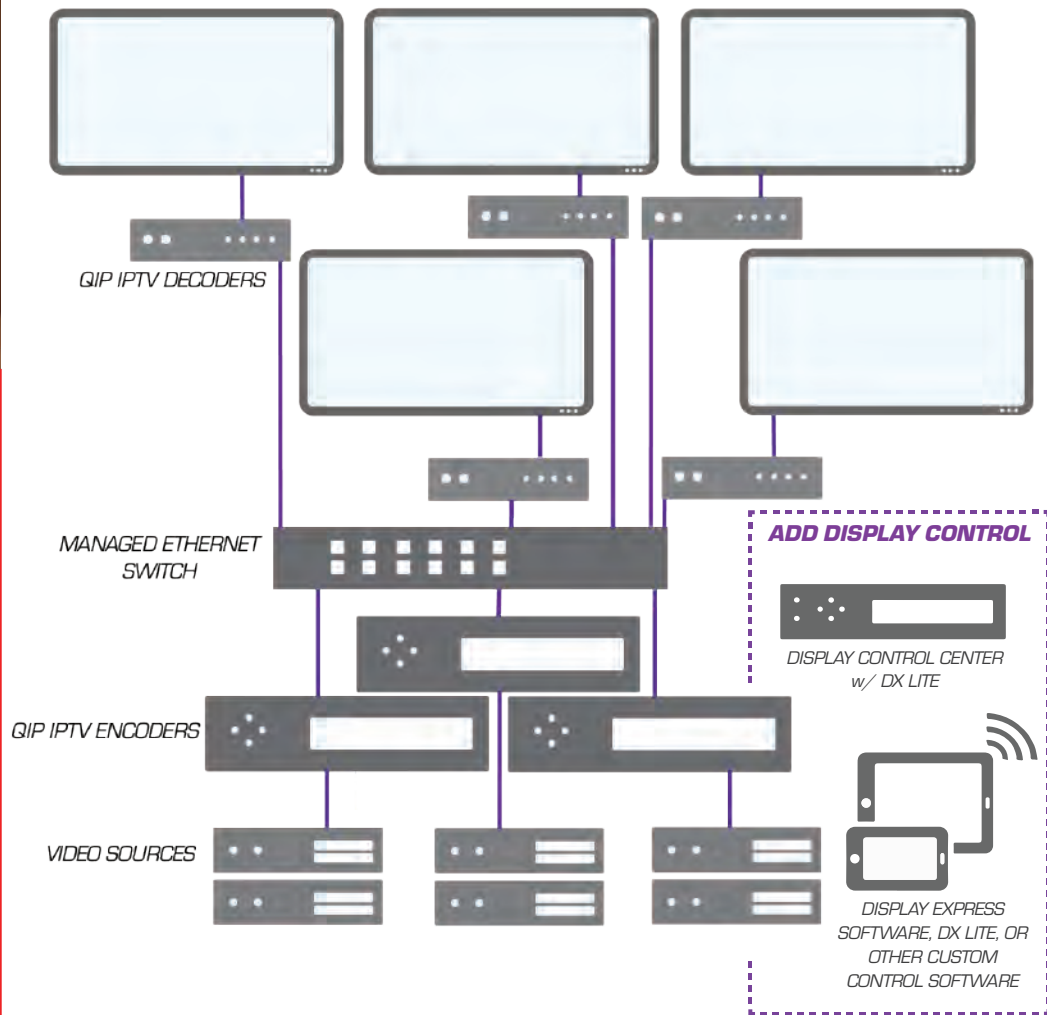 QIP IPTV DECODERS
MANAGED ETHERNET
SWITCH
ADD DISPLAY CONTROL
DISPLAY CONTROL CENTER
w/ DX LITE
QIP IPTV ENCODERS
VIDEO SOURCES
DISPLAY EXPRESS
SOFTWARE, DX LITE, OR
OTHER CUSTOM
CONTROL SOFTWARE